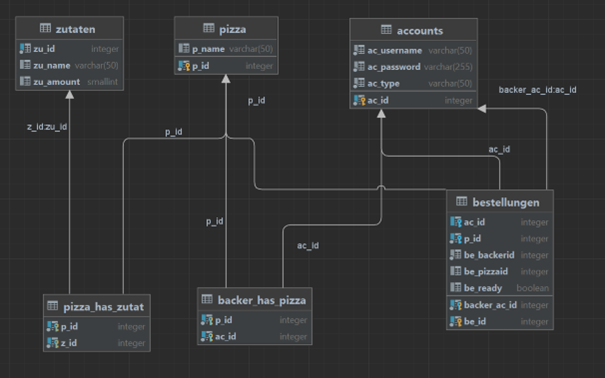 zutaten
zu_id integer
zu_name varchar(50)
zu_amount smallint
pizza
p_name varchar(50)
p_id integer
accounts
ac_username varchar(50)
ac_password varchar(255)
ac_type varchar(50)
ac_id integer
backer_ac_id:ac_id
p_id
z_id:zu_id
p_id
ac_id
p_id
ac_id
bestellungen
ac_id integer
p_id integer
be_backerid integer
be_pizzaid integer
be_ready boolean
backer_ac_id integer
be_id integer
pizza_has_zutat
p_id integer
z_id integer
backer_has_pizza
p_id integer
ac_id integer